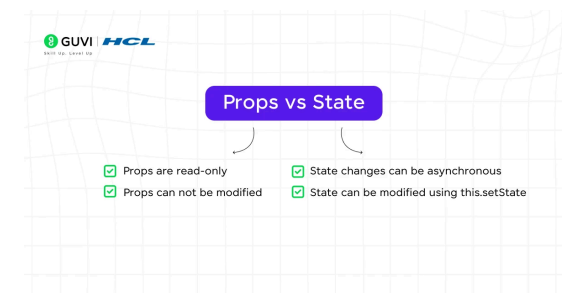 GUVI | HCL
Earn Up. Level Up
Props vs State
Props are read-only
Props can not be modified
State changes can be asynchronous
State can be modified using this.setState